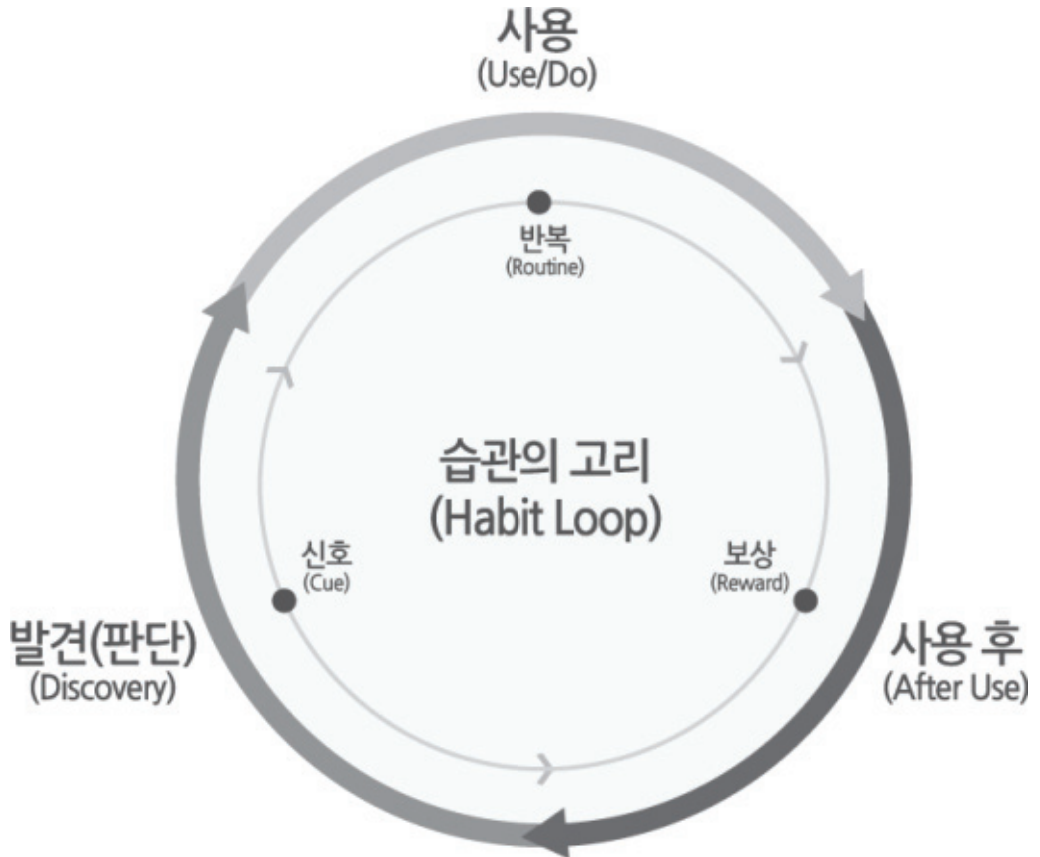 사용
(Use/Do)
반복
(Routine)
습관의 고리
(Habit Loop)
신호
(Cue)
보상
(Reward)
발견(판단)
(Discovery)
사용 후
(After Use)